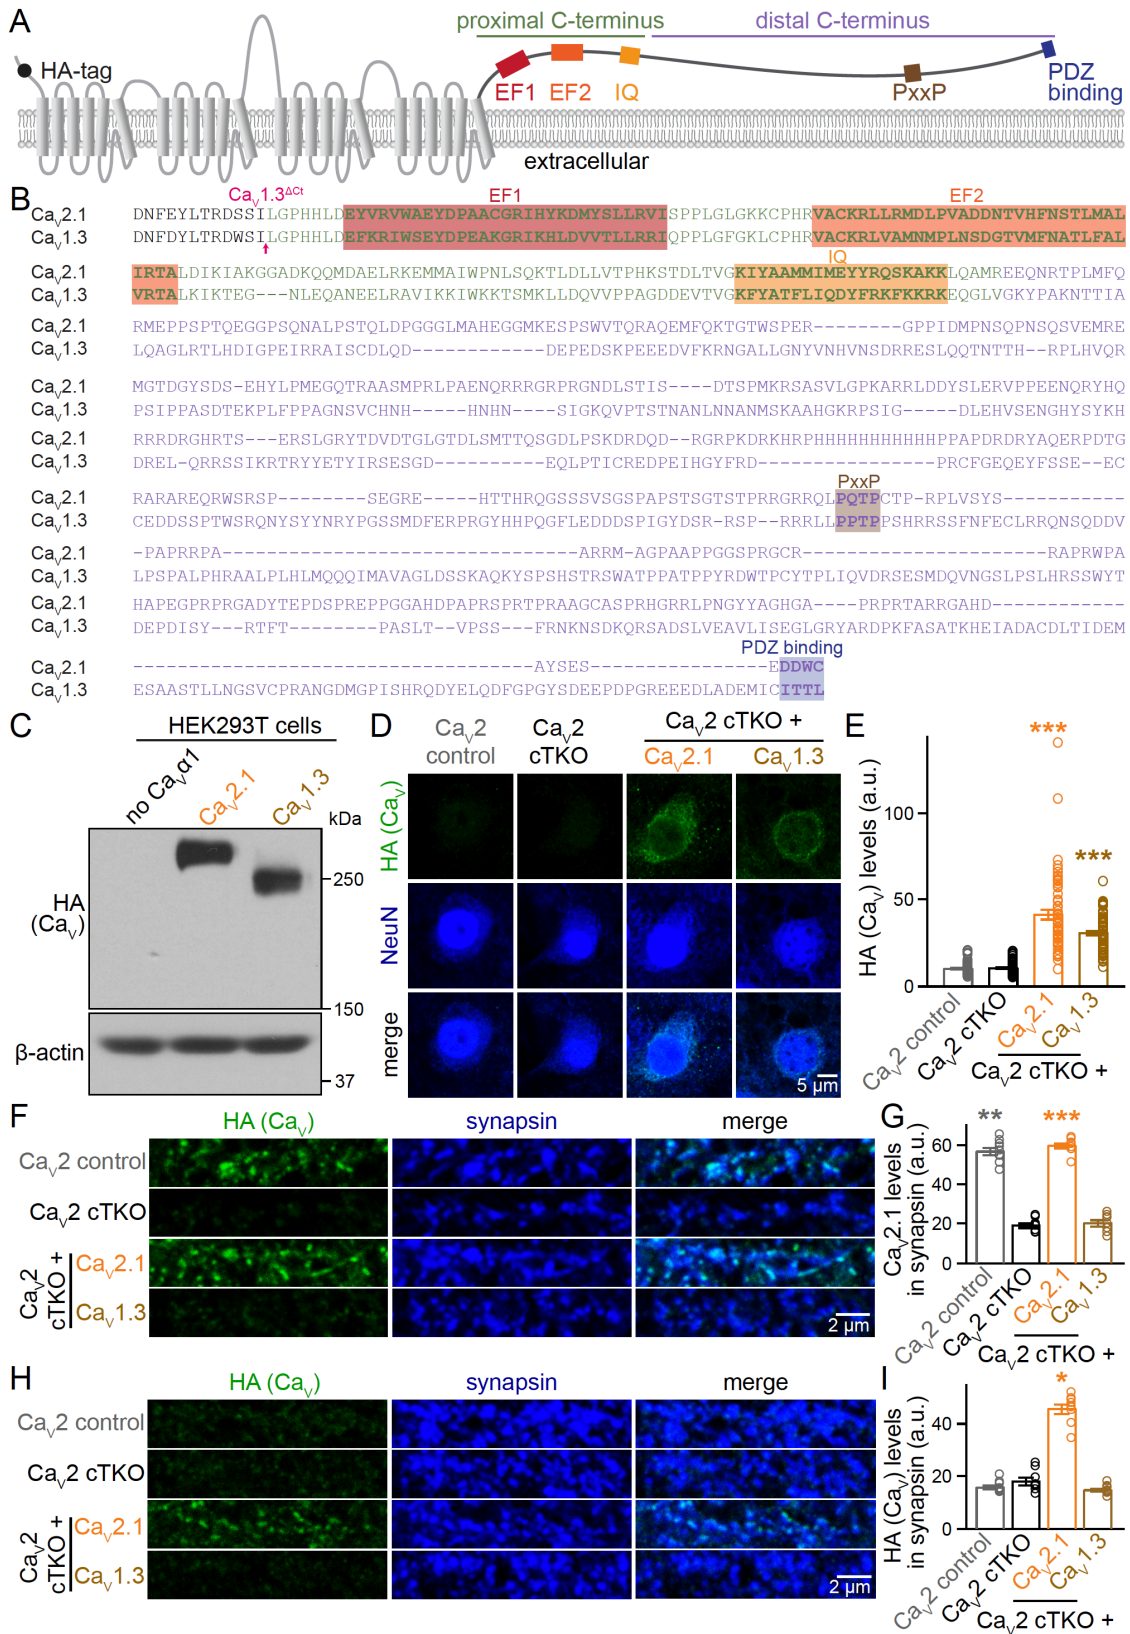 A
proximal C-terminus
distal C-terminus
HA-tag
EF1
EF2
IQ
PxxP
PDZ
binding
extracellular
B
CaV1.3ΔCt
EF1
EF2
CaV2.1 DNFEYLTRDSSILGPHHLDEYVRVWAEYDPAACGRIHYKDMYSLLRVISPPLGLGKKCPHRVACKRLLRMDLPVADDNTVHFNSTLMAL
CaV1.3 DNFDYLTRDWSILGPHHLDEFKRIWSEYDPEAKGRIKHLDVVTLLRRIQPPLGFGKLCPHRVACKRLVAMNMPLNSDGTVMFNATLFAL
IQ
CaV2.1 IRTALDIKIAKGGADKQQMDAELRKEMMAIWPNLSQKTLDLLVTPHKSTDLTVGKIYAAMMIMEYYRQSKAKKLQAMREEQNRTPLMFQ
CaV1.3 VRTALKIKTEG---NLEQANEELRAVIKKIWKKTSMKLLDQVVPPAGDDEVTVGKFYATFLIQDYFRKFKKRKEQGLVGKYPAKNTTIA
CaV2.1 RMEPPSPTQEGGPSQNALPSTQLDPGGGLMAHEGGMKESPSWVTQRAQEMFQKTGTWSPER--------GPPIDMPNSQPNSQSVEMRE
CaV1.3 LQAGLRTLHDIGPEIRRAISCDLQD------------DEPEDSKPEEEDVFKRNGALLGNYVNHVNSDRRESLQQTNTTH--RPLHVQR
CaV2.1 MGTDGYSDS-EHYLPMEGQTRAASMPRLPAENQRRRGRPRGNDLSTIS----DTSPMKRSASVLGPKARRLDDYSLERVPPEENQRYHQ
CaV1.3 PSIPPASDTEKPLFPPAGNSVCHNH-----HNHN-----SIGKQVPTSTNANLNNANMSKAAHGKRPSIG-----DLEHVSENGHYSYKH
CaV2.1 RRRDRGHRTS---ERSLGRYTDVDTGLGTDLSMTTQSGDLPSKDRDQD--RGRPKDRKHRPHHHHHHHHHHHPPAPDRDRYAQERPDTG
CaV1.3 DREL-QRRSSIKRTRYYETYIRSESGD----------EQLPTICREDPEIHGYFRD----------------PRCFGEQEYFSSE--EC
PxxP
CaV2.1 RARAREQRWSRSP--------SEGRE----HTTHRQGSSSVSGSPAPSTSGTSTPRRGRRQLPQTPCTP-RPLVSYS-----------
CaV1.3 CEDDSSPTWSRQNYSYYNRYPGSSMDFERPRGYHHPQGFLEDDDSPIGYDSR-RSP--RRRLLPPTPPSHRRSSFNFECLRRQNSQDDV
CaV2.1 -PAPRRPA--------------------------------ARRM-AGPAAPPGGSPRGCR----------------------RAPRWPA
CaV1.3 LPSPALPHRAALPLHLMQQQIMAVAGLDSSKAQKYSPSHSTRSWATPPATPPYRDWTPCYTPLIQVDRSESMDQVNGSLPSLHRSSWYT
CaV2.1 HAPEGPRPRGADYTEPDSPREPPGGAHDPAPRSPRTPRAAGCASPRHGRRLPNGYYAGHGA----PRPRTARRGAHD------------
CaV1.3 DEPDISY---RTFT--------PASLT--VPSS---FRNKNSDKQRSADSLVEAVLISEGLGRYARDPKFASATKHEIADACDLTIDEM
PDZ binding
CaV2.1 ------------------------------------AYSES----------------EDDWC
CaV1.3 ESAASTLLNGSVCPRANGDMGPISHRQDYELQDFGPGYSDEEPDPGREEEDLADEMICITTL
C
HEK293T cells
no CaVα1
CaV2.1
CaV1.3
kDa
HA
(CaV)
250
150
β-actin
37
D
CaV2
control
CaV2
cTKO
CaV2 cTKO +
CaV2.1
CaV1.3
HA (CaV)
NeuN
merge
5 μm
E
HA (CaV) levels (a.u.)
100
50
0
***
***
CaV2 control
CaV2 cTKO
CaV2.1
CaV1.3
CaV2 cTKO +
F
HA (CaV)
synapsin
merge
CaV2 control
CaV2 cTKO
CaV2
cTKO +
CaV2.1
CaV1.3
2 μm
G
CaV2.1 levels
in synapsin (a.u.)
60
40
20
0
**
***
CaV2 control
CaV2 cTKO
CaV2.1
CaV1.3
CaV2 cTKO +
H
HA (CaV)
synapsin
merge
CaV2 control
CaV2 cTKO
CaV2
cTKO +
CaV2.1
CaV1.3
2 μm
I
HA (CaV) levels
in synapsin (a.u.)
40
20
0
*
CaV2 control
CaV2 cTKO
CaV2.1
CaV1.3
CaV2 cTKO +